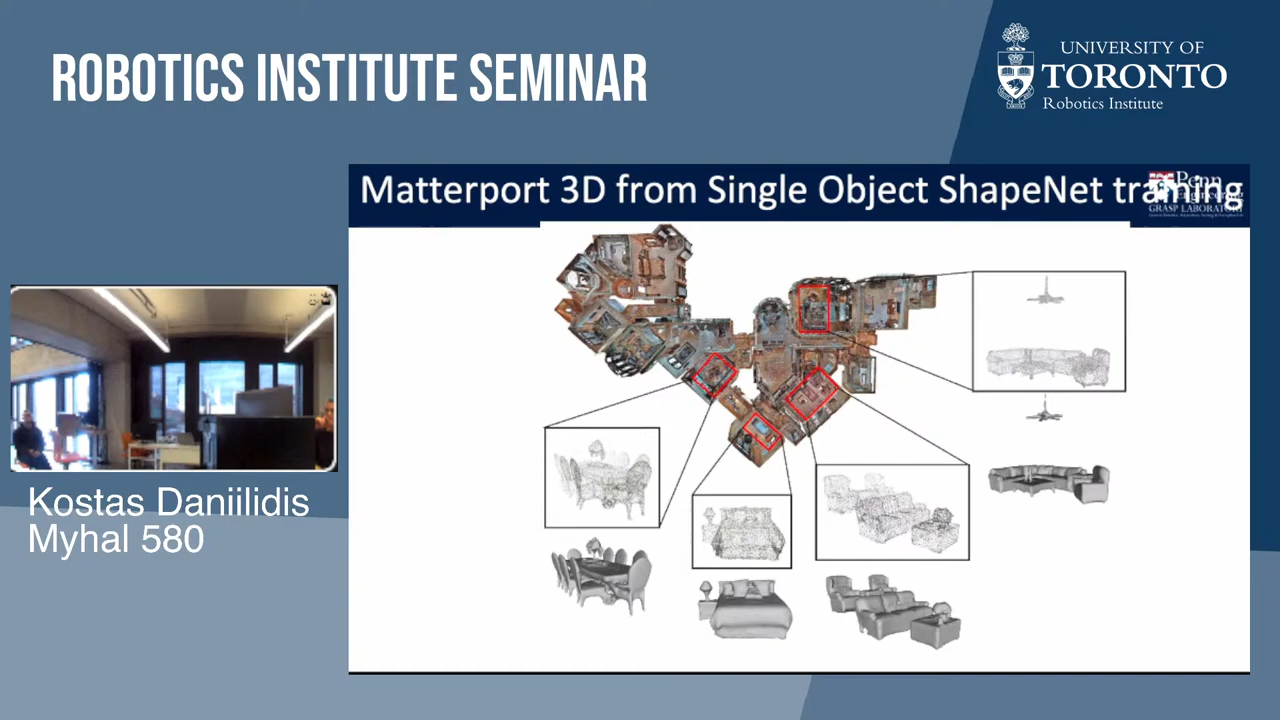 ROBOTICS INSTITUTE SEMINAR
UNIVERSITY OF
TORONTO
Robotics Institute
Matterport 3D from Single Object ShapeNet training
Penn
Engineering
GRASP LABORATORY
Kostas Daniilidis
Myhal 580